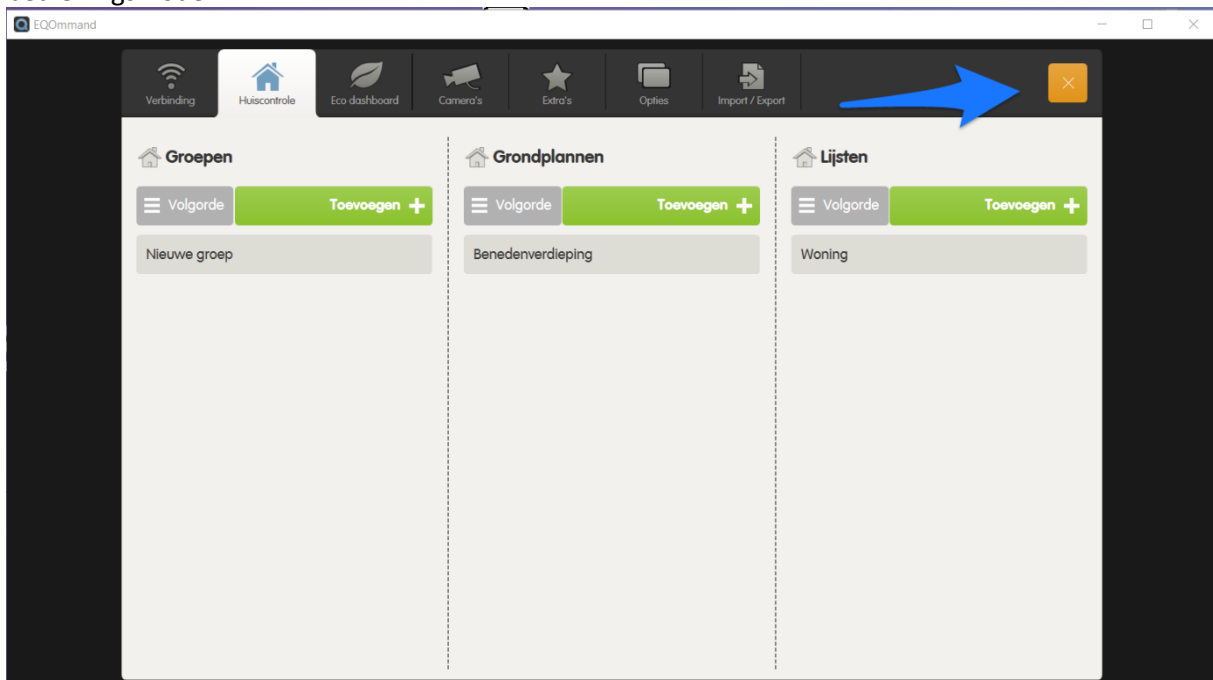 EQOmmand
Verbinding
Huiscontrole
Eco dashboard
Camera's
Extra's
Opties
Import / Export
Groepen
Volgorde
Toevoegen
Nieuwe groep
Grondplannen
Volgorde
Toevoegen
Benedenverdieping
Lijsten
Volgorde
Toevoegen
Woning